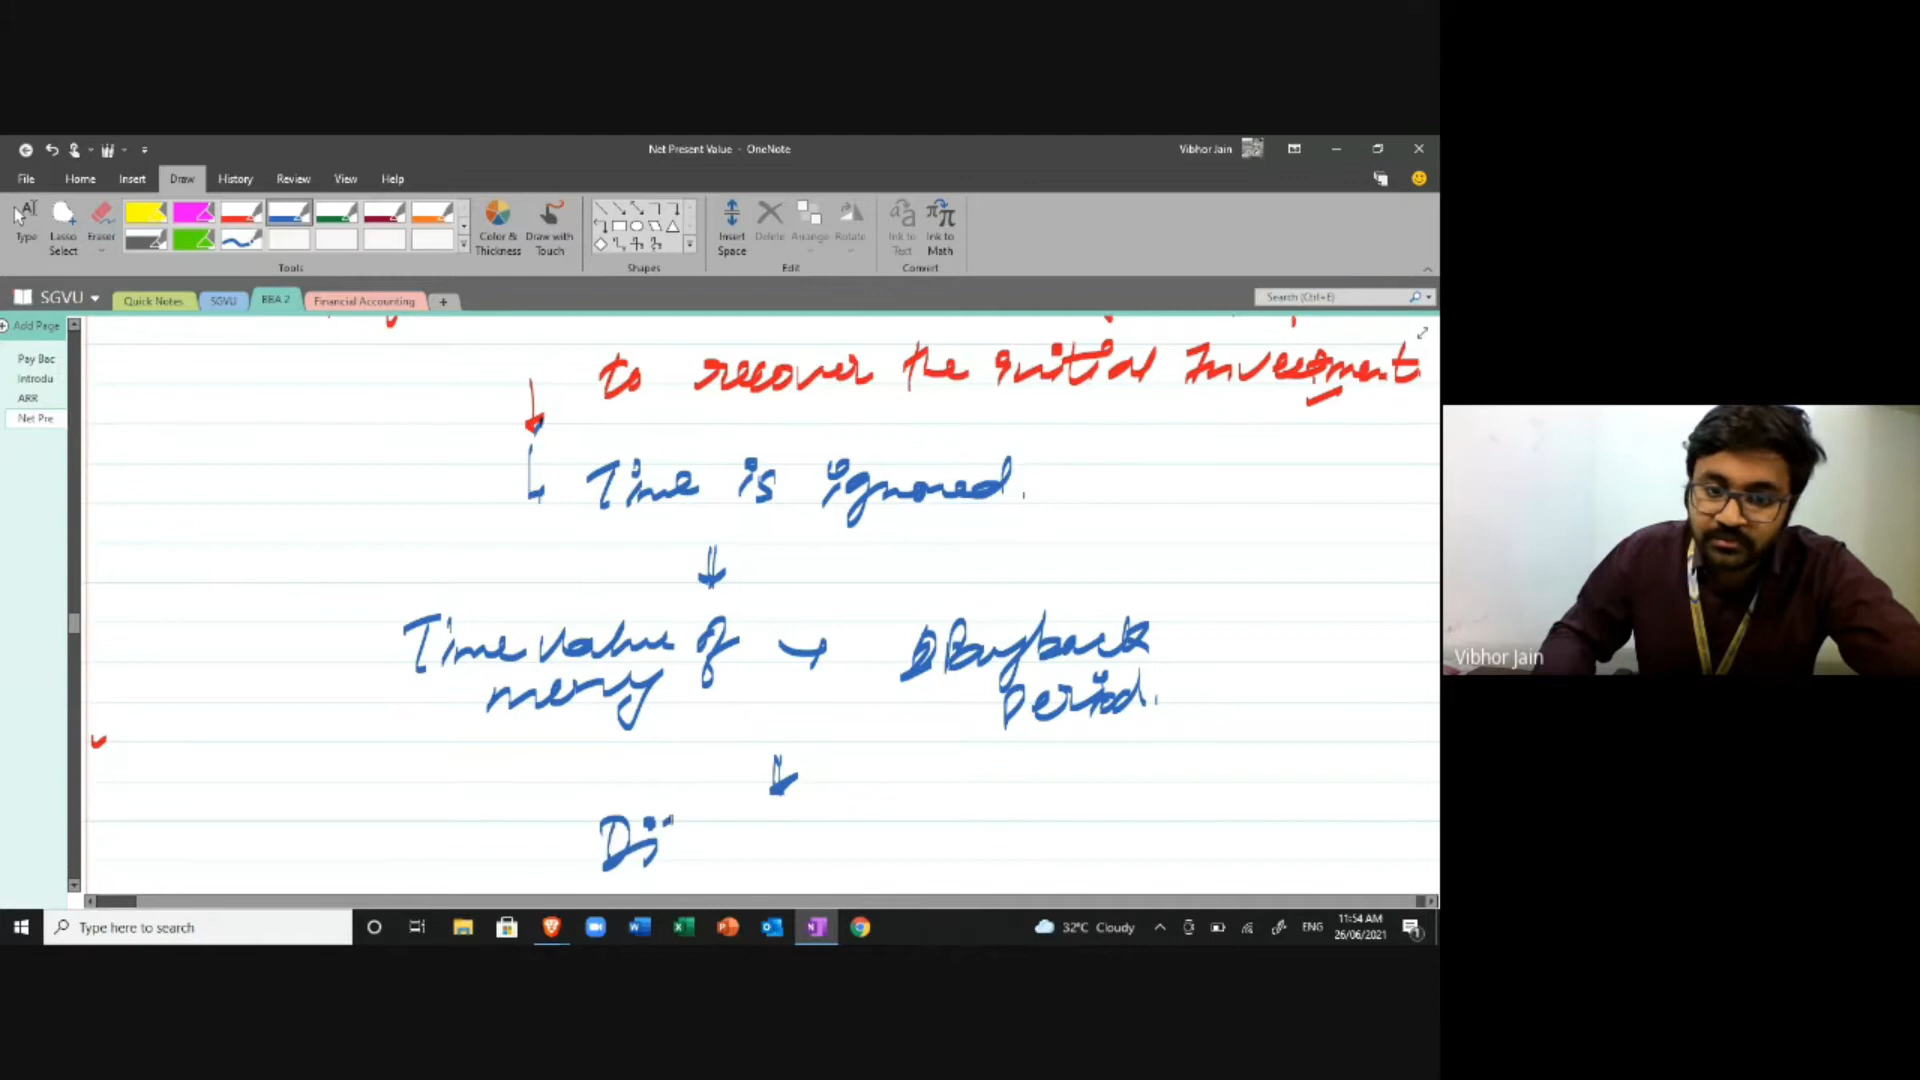 Net Present Value - OneNote
Vibhor Jain
File Home Insert Draw History Review View Help
Type
Lasso Select
Eraser
Color & Thickness
Draw with Touch
Insert Space
Delete Arrange Rotate
Ink to Text
Ink to Math
Tools Shapes Edit Convert
SGVU
Quick Notes SGVU BBA 2 Financial Accounting +
Search (Ctrl+E)
Add Page
Pay Bac
Introdu
ARR
Net Pre
to recover the initial Investment
Time is ignored.
Time value of money
Payback Period.
Dis
Vibhor Jain
Type here to search
32°C Cloudy
ENG
11:54 AM
26/06/2021
1